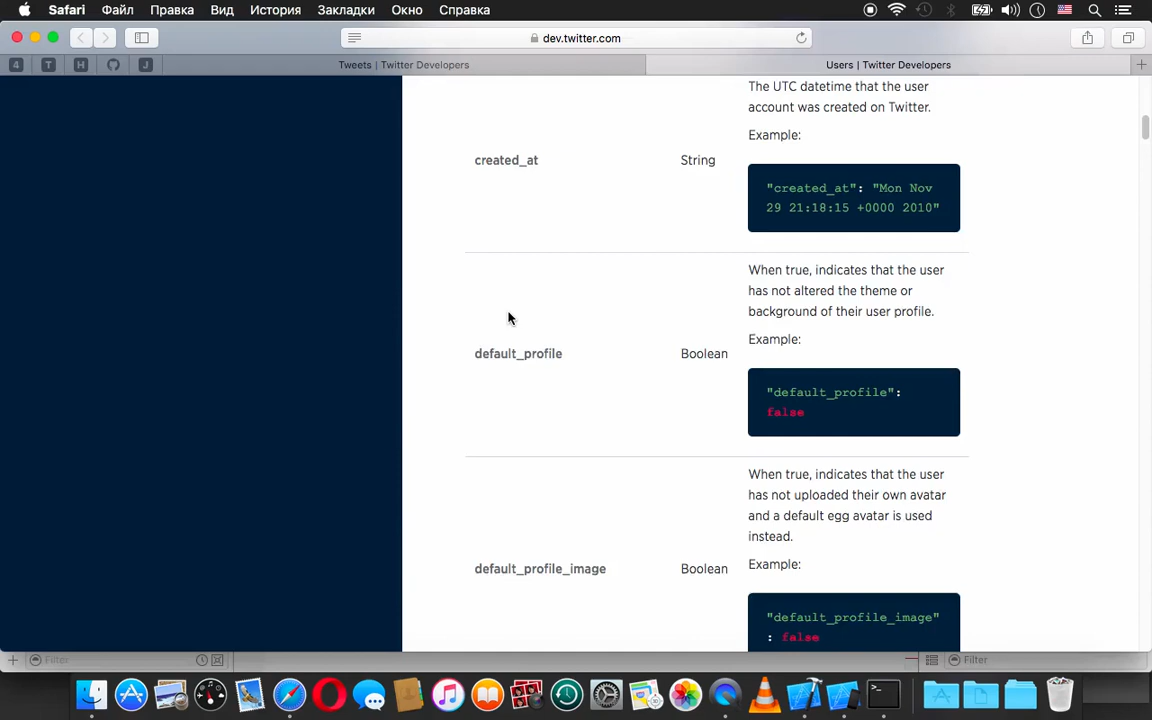 Safari Файл Правка Вид История Закладки Окно Справка
dev.twitter.com
4 T H J
Tweets | Twitter Developers
Users | Twitter Developers
The UTC datetime that the user
account was created on Twitter.
Example:
created_at
String
"created_at": "Mon Nov
29 21:18:15 +0000 2010"
When true, indicates that the user
has not altered the theme or
background of their user profile.
Example:
default_profile
Boolean
"default_profile":
false
When true, indicates that the user
has not uploaded their own avatar
and a default egg avatar is used
instead.
Example:
default_profile_image
Boolean
"default_profile_image"
: false
Filter
Filter